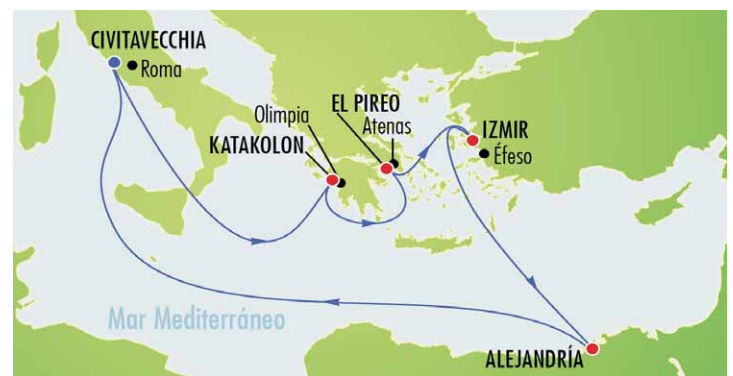 CIVITAVECCHIA
Roma
Olimpia
KATAKOLON
EL PIREO
Atenas
IZMIR
Éfeso
Mar Mediterráneo
ALEJANDRÍA